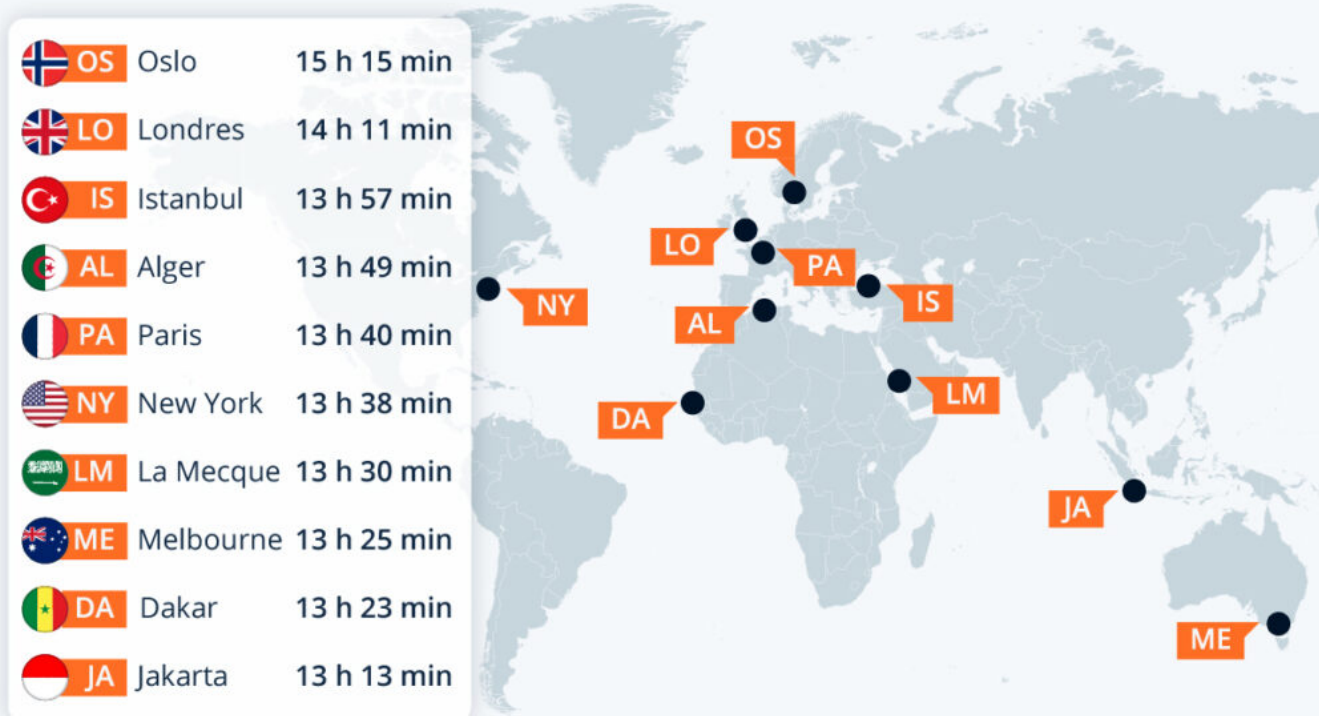 OS Oslo 15 h 15 min
LO Londres 14 h 11 min
IS Istanbul 13 h 57 min
AL Alger 13 h 49 min
PA Paris 13 h 40 min
NY New York 13 h 38 min
LM La Mecque 13 h 30 min
ME Melbourne 13 h 25 min
DA Dakar 13 h 23 min
JA Jakarta 13 h 13 min
OS
LO
PA
IS
NY
AL
LM
DA
JA
ME